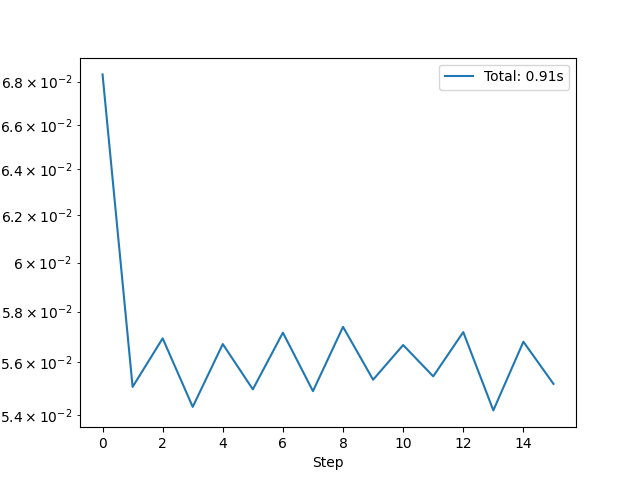 Total: 0.91s
6.8 × 10⁻²
6.6 × 10⁻²
6.4 × 10⁻²
6.2 × 10⁻²
6 × 10⁻²
5.8 × 10⁻²
5.6 × 10⁻²
5.4 × 10⁻²
0 2 4 6 8 10 12 14
Step